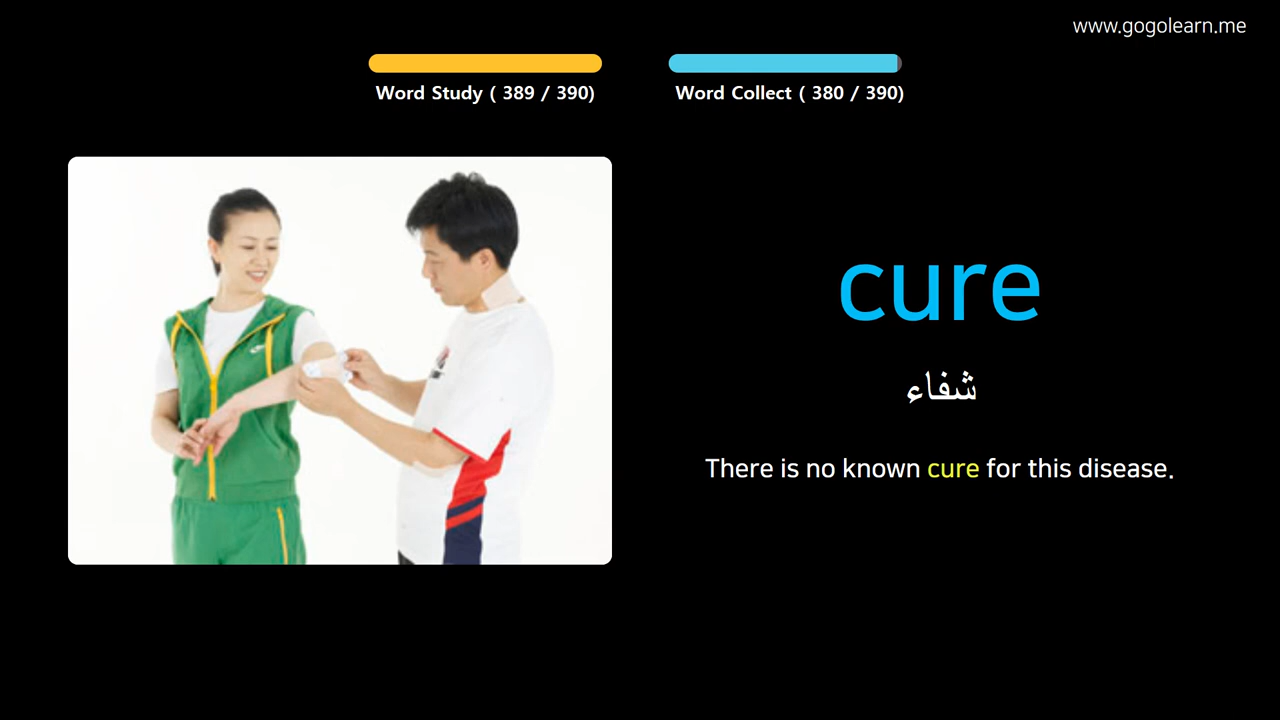 www.gogolearn.me
Word Study ( 389 / 390)
Word Collect ( 380 / 390)
cure
شفاء
There is no known cure for this disease.